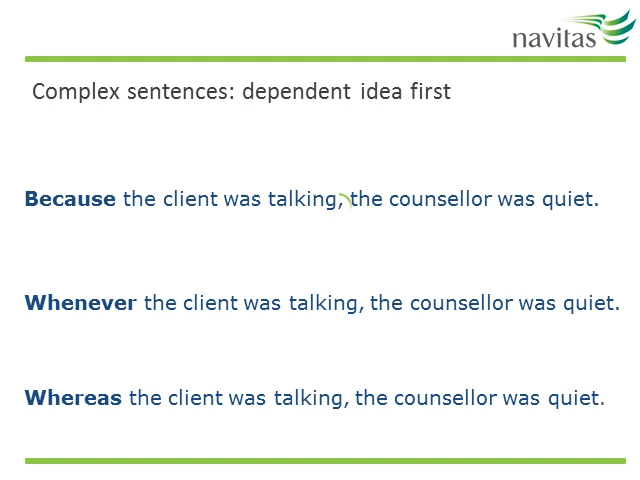 navitas
Complex sentences: dependent idea first
Because the client was talking, the counsellor was quiet.
Whenever the client was talking, the counsellor was quiet.
Whereas the client was talking, the counsellor was quiet.